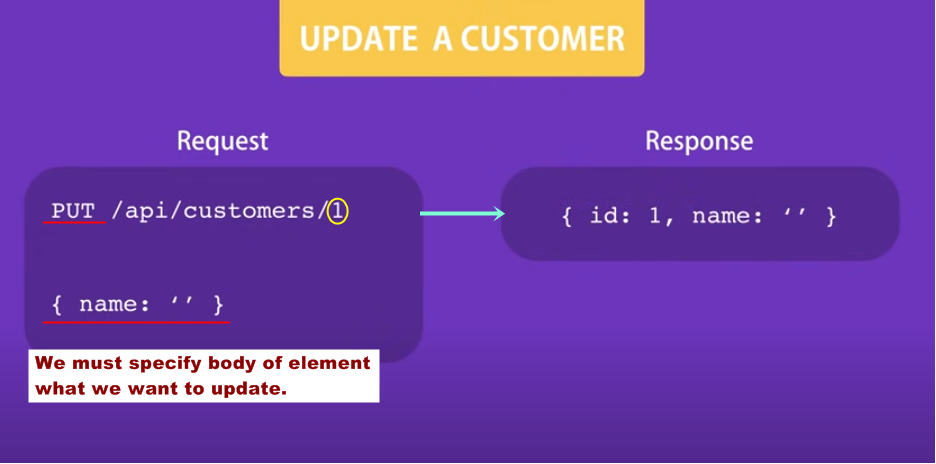 UPDATE A CUSTOMER
Request
PUT /api/customers/1
{ name: ‘’ }
We must specify body of element
what we want to update.
Response
{ id: 1, name: ‘’ }